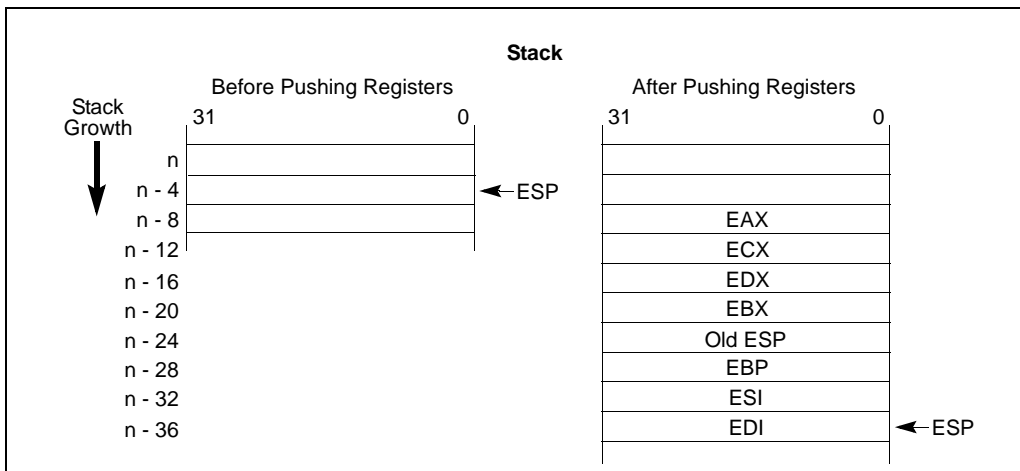 Stack
Before Pushing Registers
After Pushing Registers
Stack
Growth
31 0
31 0
n
n - 4 ESP
n - 8 EAX
n - 12 ECX
n - 16 EDX
n - 20 EBX
n - 24 Old ESP
n - 28 EBP
n - 32 ESI
n - 36 EDI ESP